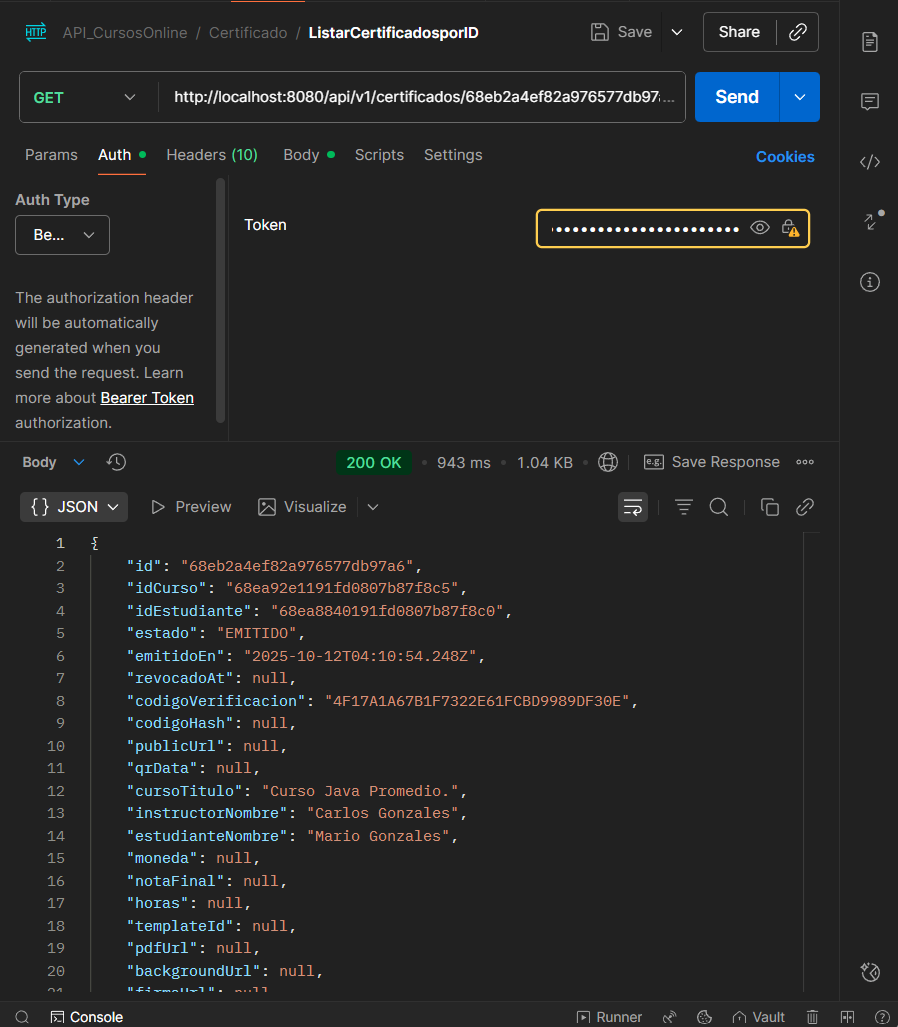 HTTP API_CursosOnline / Certificado / ListarCertificadosporID Save Share
GET http://localhost:8080/api/v1/certificados/68eb2a4ef82a976577db97... Send
Params Auth Headers (10) Body Scripts Settings Cookies
Auth Type
Be...
Token
The authorization header
will be automatically
generated when you
send the request. Learn
more about Bearer Token
authorization.
Body 200 OK • 943 ms • 1.04 KB • e.g. Save Response
{} JSON Preview Visualize
1 {
2 "id": "68eb2a4ef82a976577db97a6",
3 "idCurso": "68ea92e1191fd0807b87f8c5",
4 "idEstudiante": "68ea8840191fd0807b87f8c0",
5 "estado": "EMITIDO",
6 "emitidoEn": "2025-10-12T04:10:54.248Z",
7 "revocadoAt": null,
8 "codigoVerificacion": "4F17A1A67B1F7322E61FCBD9989DF30E",
9 "codigoHash": null,
10 "publicUrl": null,
11 "qrData": null,
12 "cursoTitulo": "Curso Java Promedio.",
13 "instructorNombre": "Carlos Gonzales",
14 "estudianteNombre": "Mario Gonzales",
15 "moneda": null,
16 "notaFinal": null,
17 "horas": null,
18 "templateId": null,
19 "pdfUrl": null,
20 "backgroundUrl": null,
21 "firmaUrl": null
Console Runner Vault